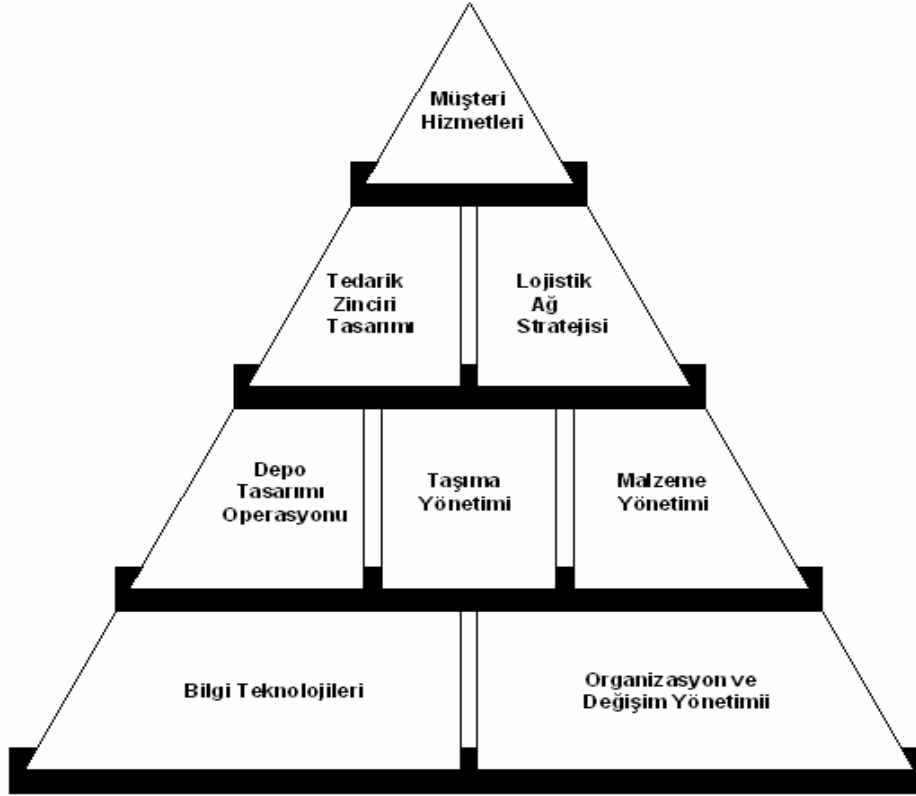 Müşteri
Hizmetleri
Tedarik
Zinciri
Tasarımı
Lojistik
Ağ
Stratejisi
Depo
Tasarımı
Operasyonu
Taşıma
Yönetimi
Malzeme
Yönetimi
Bilgi Teknolojileri
Organizasyon ve
Değişim Yönetimii